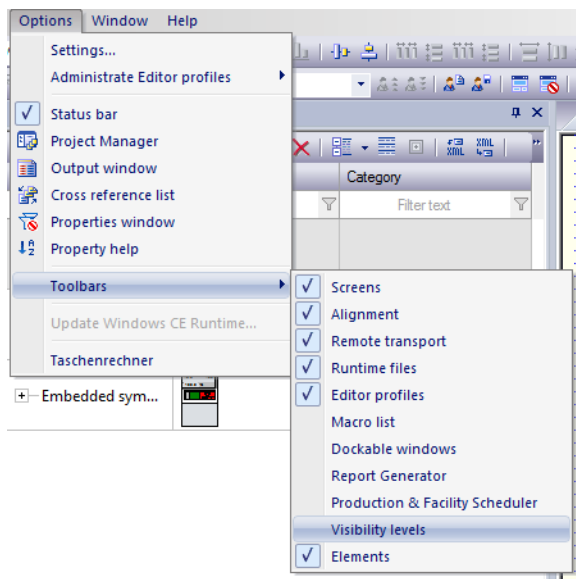 Options Window Help
Settings...
Administrate Editor profiles
Status bar
Project Manager
XML XML
Output window
Category
Cross reference list
Filter text
Properties window
Property help
Toolbars
Screens
Alignment
Update Windows CE Runtime...
Remote transport
Taschenrechner
Runtime files
Embedded sym...
Editor profiles
Macro list
Dockable windows
Report Generator
Production & Facility Scheduler
Visibility levels
Elements